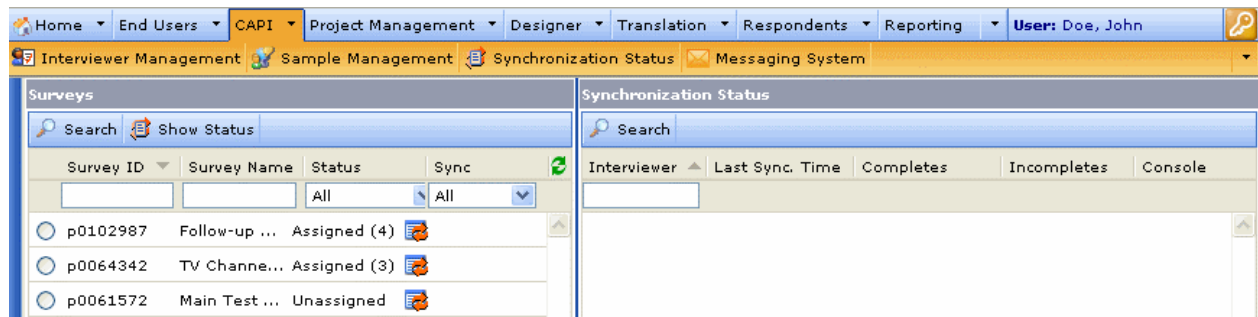 Home End Users CAPI Project Management Designer Translation Respondents Reporting User: Doe, John
Interviewer Management Sample Management Synchronization Status Messaging System
Surveys Synchronization Status
Search Show Status Search
Survey ID Survey Name Status Sync Interviewer Last Sync. Time Completes Incompletes Console
All All
p0102987 Follow-up ... Assigned (4)
p0064342 TV Channe... Assigned (3)
p0061572 Main Test ... Unassigned